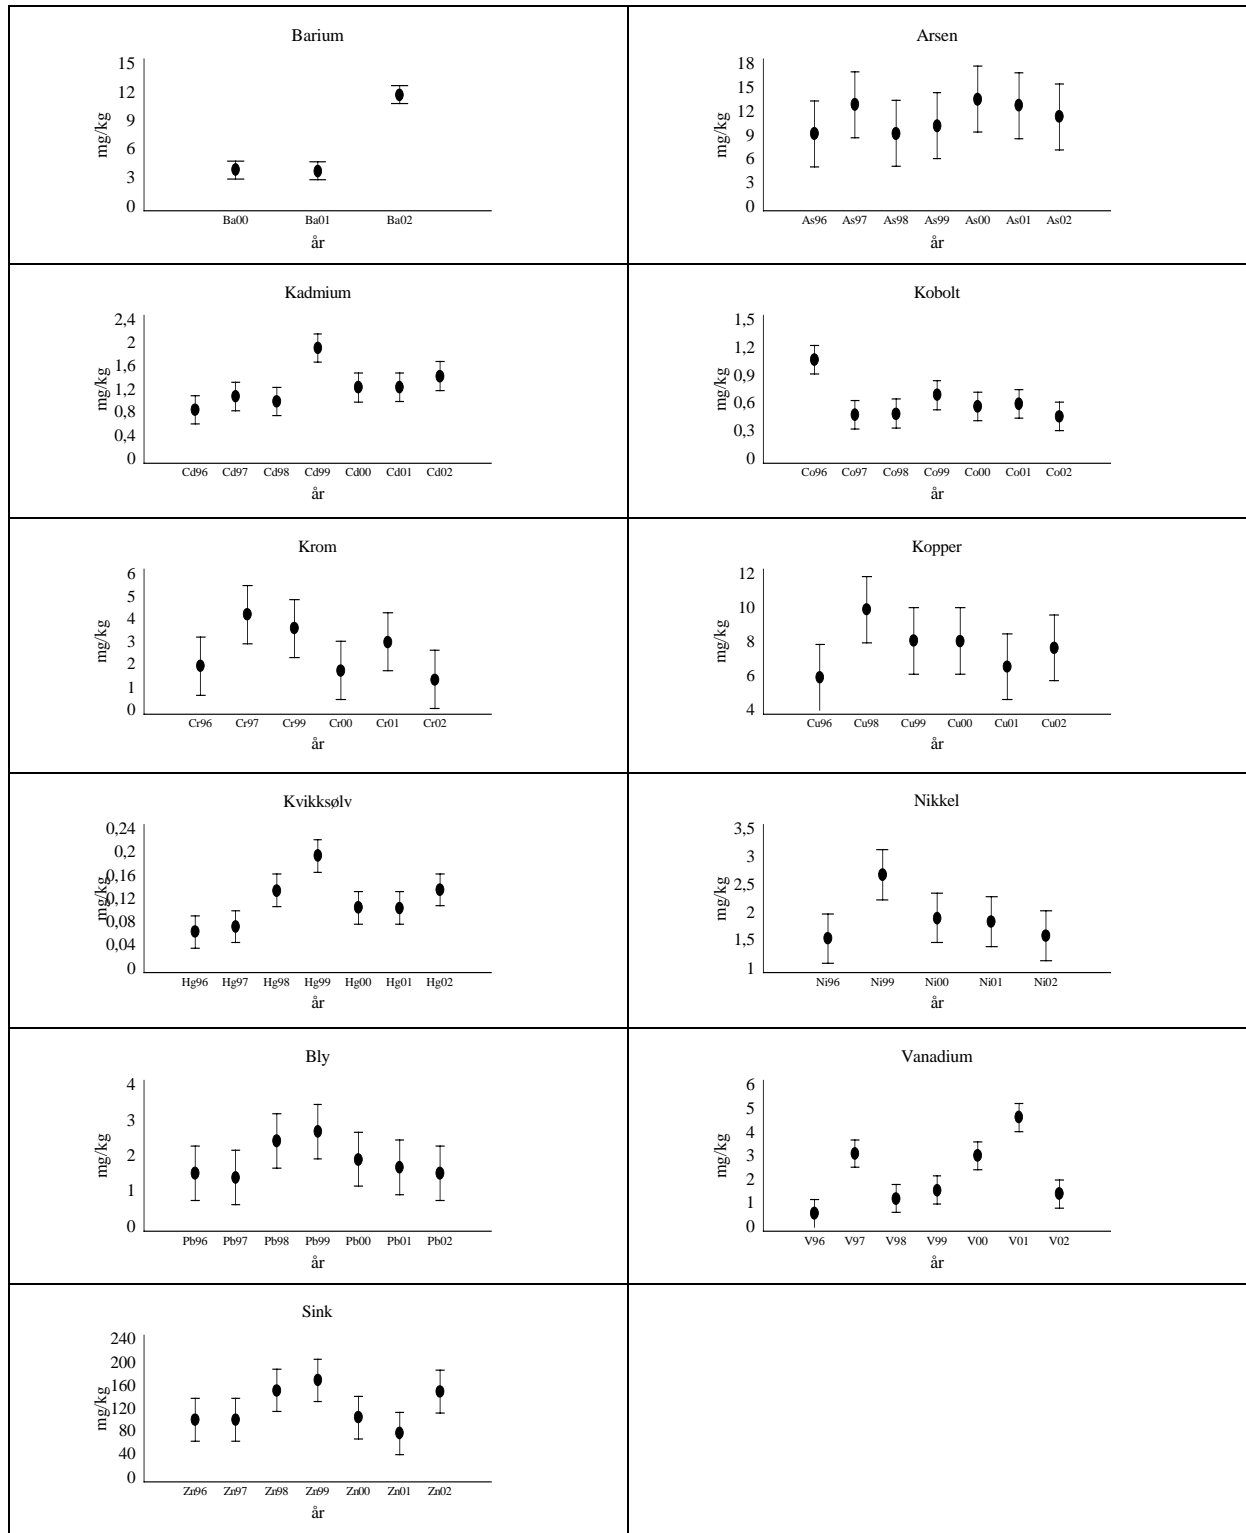 Barium
15
12
9
6
3
0
mg/kg
Ba00 Ba01 Ba02
år
Arsen
18
15
12
9
6
3
0
mg/kg
As96 As97 As98 As99 As00 As01 As02
år
Kadmium
2,4
2
1,6
1,2
0,8
0,4
0
mg/kg
Cd96 Cd97 Cd98 Cd99 Cd00 Cd01 Cd02
år
Kobolt
1,5
1,2
0,9
0,6
0,3
0
mg/kg
Co96 Co97 Co98 Co99 Co00 Co01 Co02
år
Krom
6
5
4
3
2
1
0
mg/kg
Cr96 Cr97 Cr99 Cr00 Cr01 Cr02
år
Kopper
12
10
8
6
4
mg/kg
Cu96 Cu98 Cu99 Cu00 Cu01 Cu02
år
Kvikksølv
0,24
0,2
0,16
0,12
0,08
0,04
0
mg/kg
Hg96 Hg97 Hg98 Hg99 Hg00 Hg01 Hg02
år
Nikkel
3,5
3
2,5
2
1,5
1
mg/kg
Ni96 Ni99 Ni00 Ni01 Ni02
år
Bly
4
3
2
1
0
mg/kg
Pb96 Pb97 Pb98 Pb99 Pb00 Pb01 Pb02
år
Vanadium
6
5
4
3
2
1
0
mg/kg
V96 V97 V98 V99 V00 V01 V02
år
Sink
240
200
160
120
80
40
0
mg/kg
Zn96 Zn97 Zn98 Zn99 Zn00 Zn01 Zn02
år